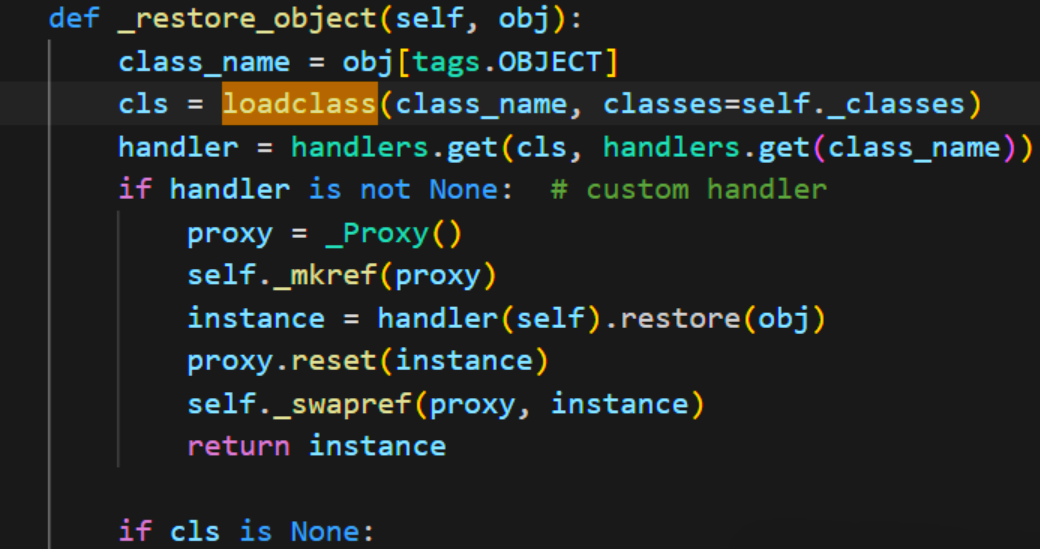 def _restore_object(self, obj):
class_name = obj[tags.OBJECT]
cls = loadclass(class_name, classes=self._classes)
handler = handlers.get(cls, handlers.get(class_name))
if handler is not None:  # custom handler
proxy = _Proxy()
self._mkref(proxy)
instance = handler(self).restore(obj)
proxy.reset(instance)
self._swapref(proxy, instance)
return instance
if cls is None: